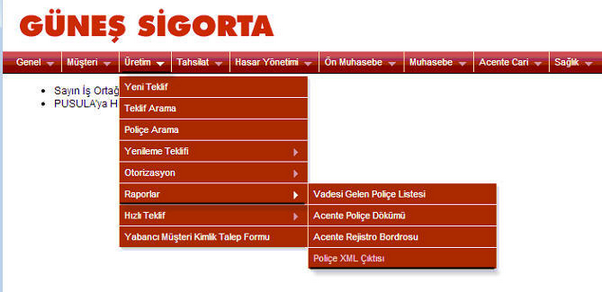 GÜNEŞ SİGORTA
Genel Müşteri Üretim Tahsilat Hasar Yönetimi Ön Muhasebe Muhasebe Acente Cari Sağlık
Sayın İş Ortağ
PUSULA'ya H
Yeni Teklif
Teklif Arama
Poliçe Arama
Yenileme Teklifi
Otorizasyon
Raporlar
Hızlı Teklif
Yabancı Müşteri Kimlik Talep Formu
Vadesi Gelen Poliçe Listesi
Acente Poliçe Dökümü
Acente Rejistro Bordrosu
Poliçe XML Çıktısı